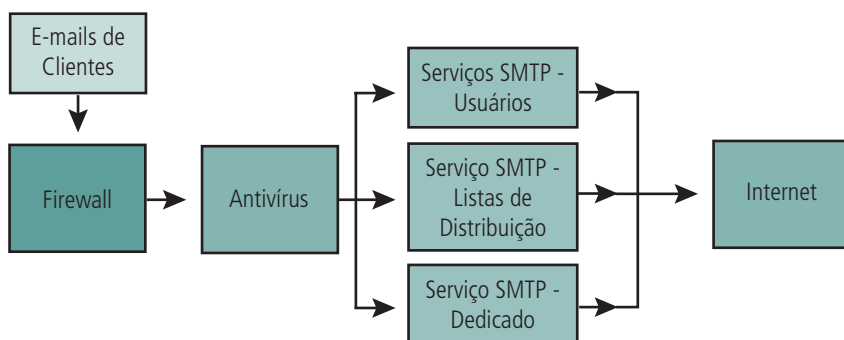 E-mails de
Clientes
Firewall
Antivírus
Serviços SMTP -
Usuários
Serviço SMTP -
Listas de
Distribuição
Serviço SMTP -
Dedicado
Internet